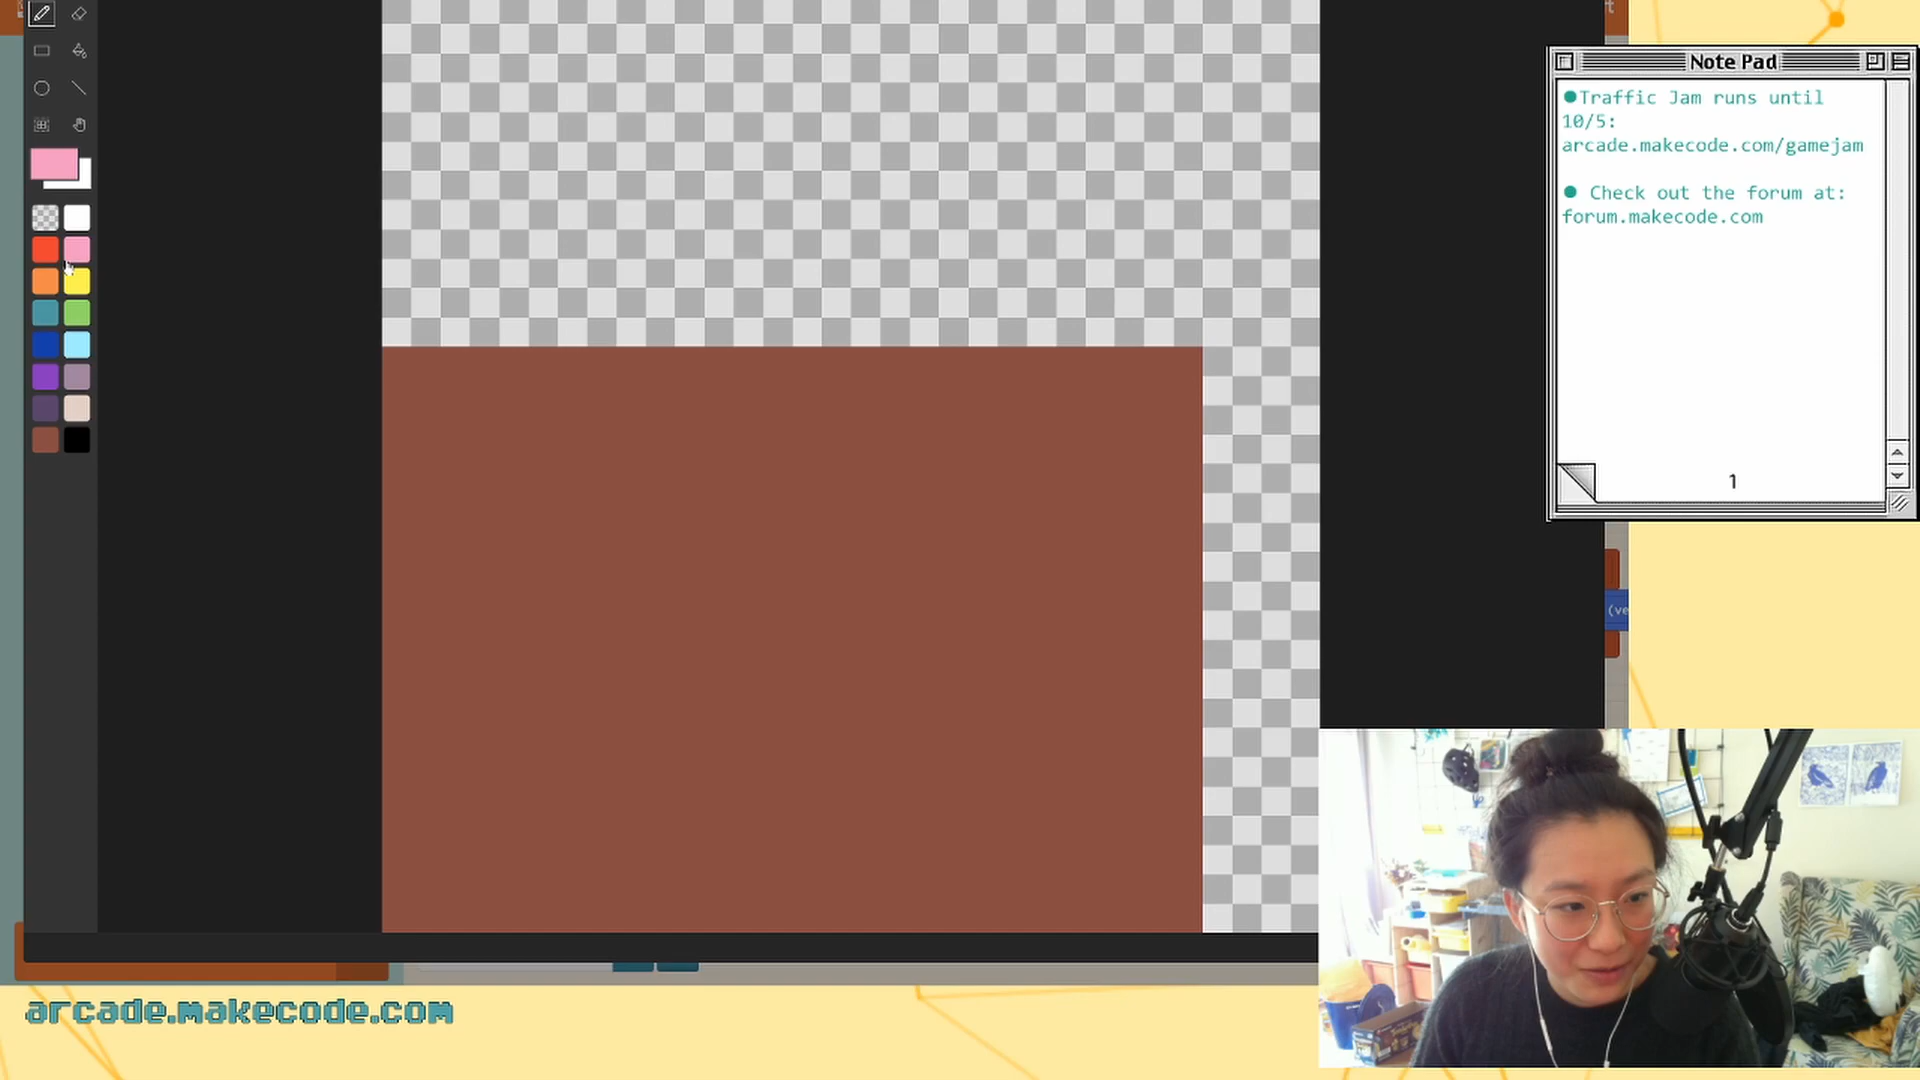 t
Note Pad
●Traffic Jam runs until
10/5:
arcade.makecode.com/gamejam
● Check out the forum at:
forum.makecode.com
1
(ve
arcade.makecode.com